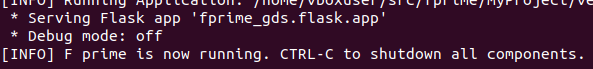 [INFO] Running Application: /home/vboxuser/src/fprime/MyProject/ve
* Serving Flask app 'fprime_gds.flask.app'
* Debug mode: off
[INFO] F prime is now running. CTRL-C to shutdown all components.